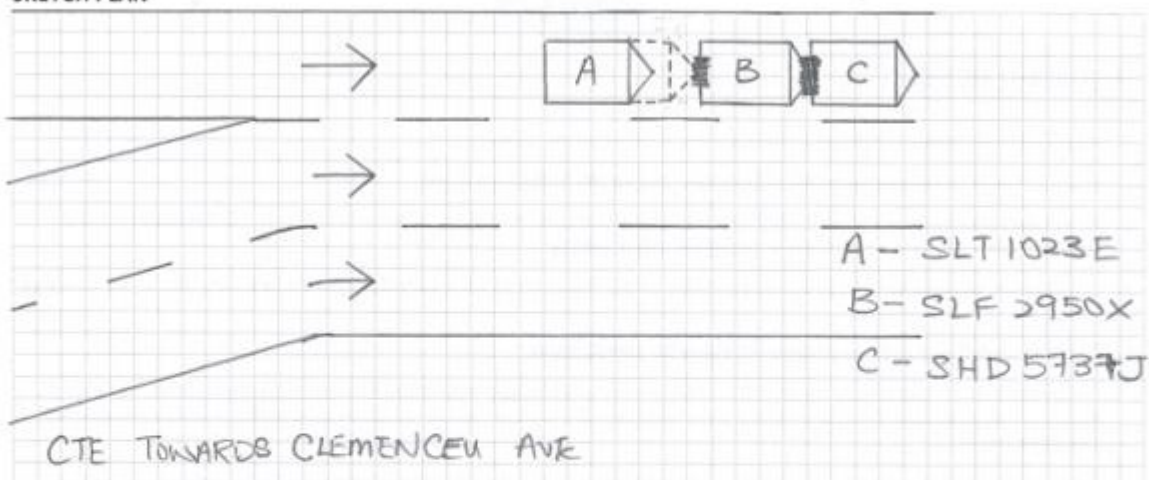 A B C
A - SLT 1023E
B - SLF 2950X
C - SHD 5737J
CTE TOWARDS CLEMENCEU AVE